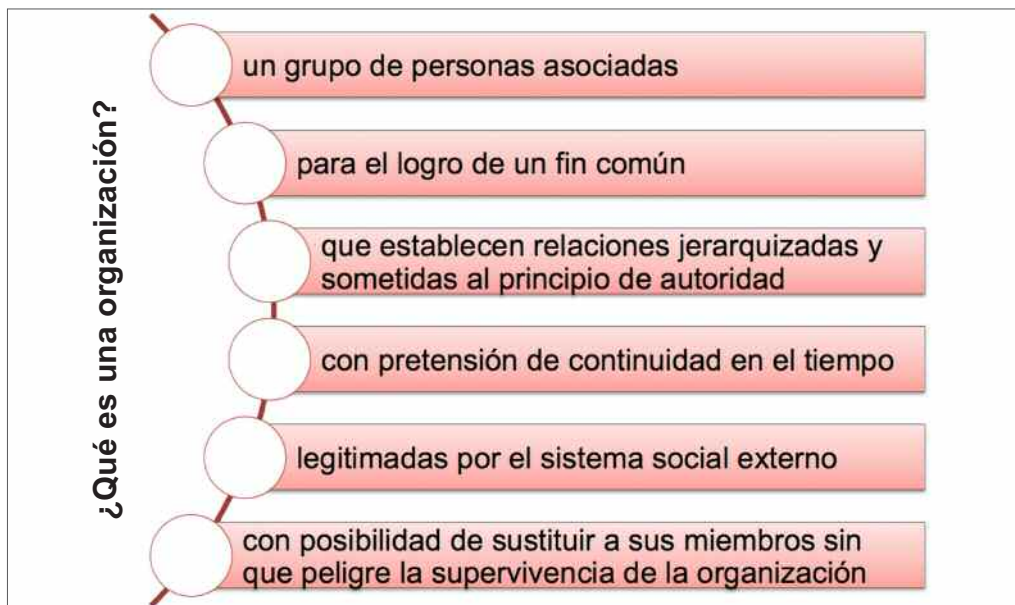 ¿Qué es una organización?
un grupo de personas asociadas
para el logro de un fin común
que establecen relaciones jerarquizadas y
sometidas al principio de autoridad
con pretensión de continuidad en el tiempo
legitimadas por el sistema social externo
con posibilidad de sustituir a sus miembros sin
que peligre la supervivencia de la organización